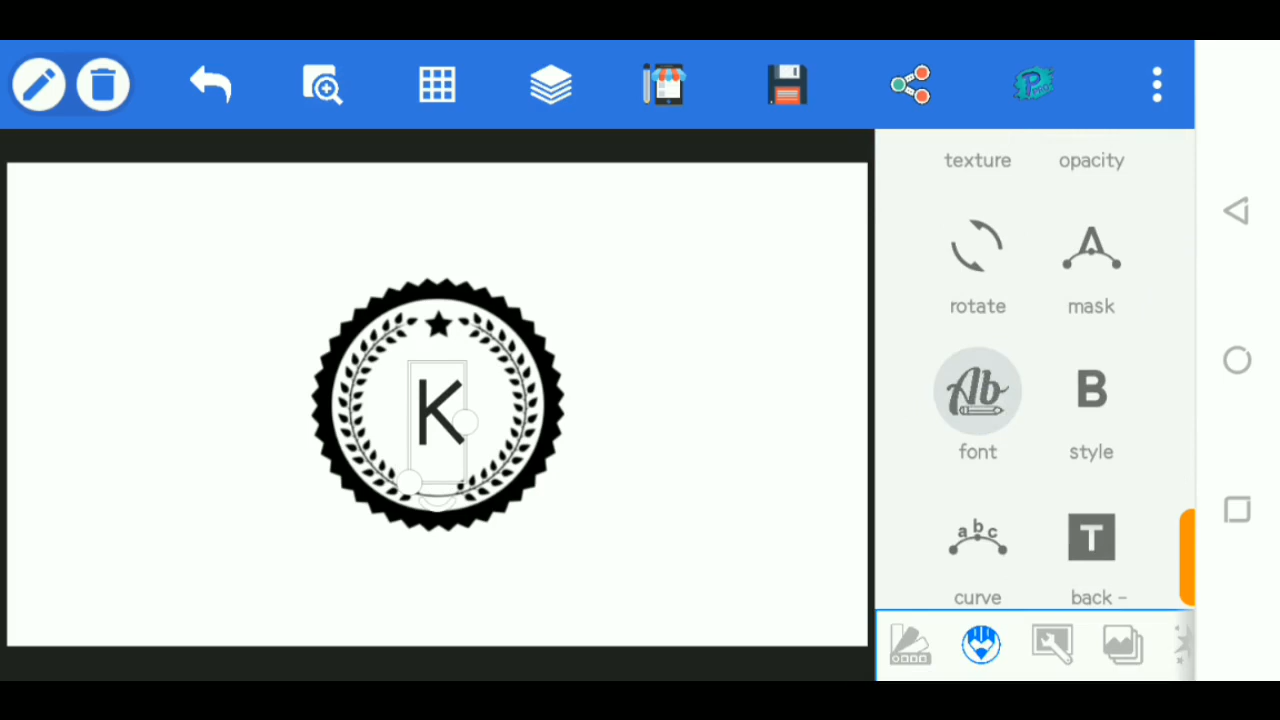 texture opacity
rotate mask
Ab
font
B
style
abc
curve
T
back -
K